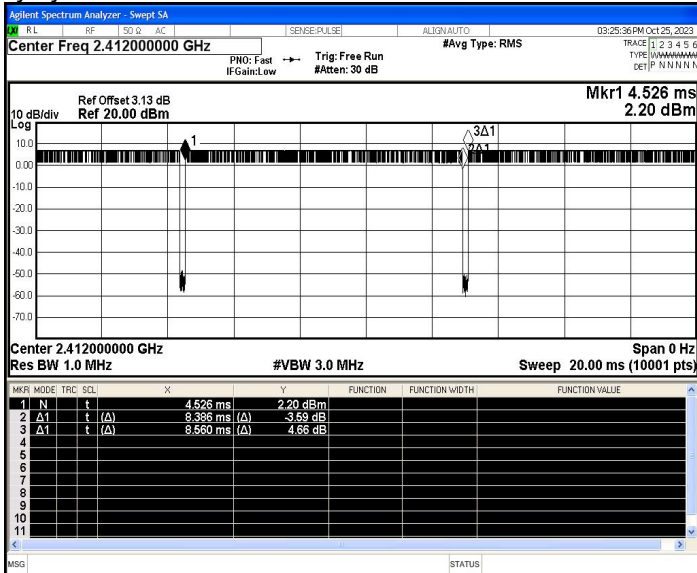 Agilent Spectrum Analyzer - Swept SA
RL RF 50 Ω AC SENSE:PULSE ALIGN AUTO 03:25:36 PM Oct 25, 2023
Center Freq 2.412000000 GHz #Avg Type: RMS TRACE 1 2 3 4 5 6
PNO: Fast Trig: Free Run TYPE
IFGain:Low #Atten: 30 dB DET P N N N N N
Mkr1 4.526 ms
Ref Offset 3.13 dB
10 dB/div Ref 20.00 dBm 2.20 dBm
Log
3Δ1
10.0
1
2Δ1
0.00
-10.0
-20.0
-30.0
-40.0
-50.0
-60.0
-70.0
Center 2.412000000 GHz Span 0 Hz
Res BW 1.0 MHz #VBW 3.0 MHz Sweep 20.00 ms (10001 pts)
MKR MODE TRC SCL X Y FUNCTION FUNCTION WIDTH FUNCTION VALUE
1 N t 4.526 ms 2.20 dBm
2 Δ1 t (Δ) 8.386 ms (Δ) -3.59 dB
3 Δ1 t (Δ) 8.560 ms (Δ) 4.66 dB
4
5
6
7
8
9
10
11
MSG STATUS